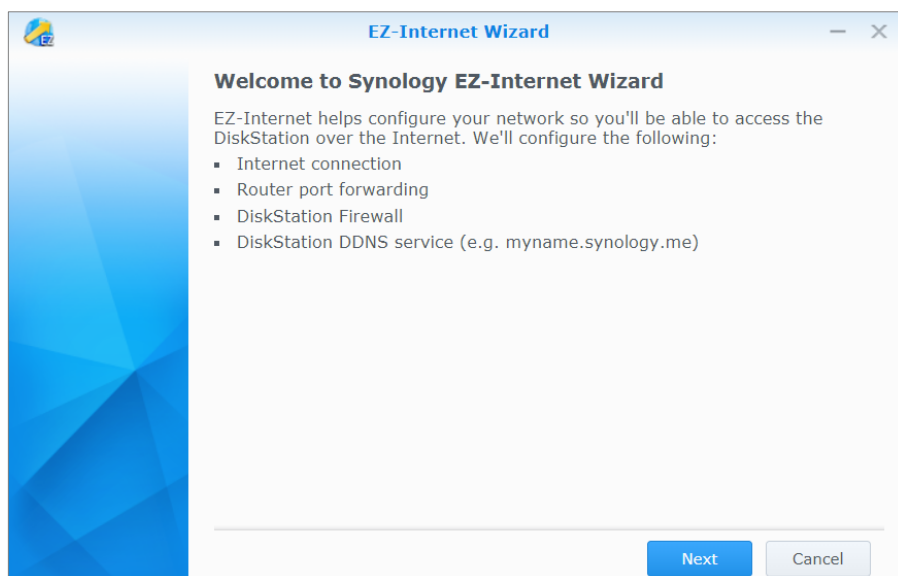 EZ
EZ-Internet Wizard
Welcome to Synology EZ-Internet Wizard
EZ-Internet helps configure your network so you'll be able to access the
DiskStation over the Internet. We'll configure the following:
▪ Internet connection
▪ Router port forwarding
▪ DiskStation Firewall
▪ DiskStation DDNS service (e.g. myname.synology.me)
Next
Cancel